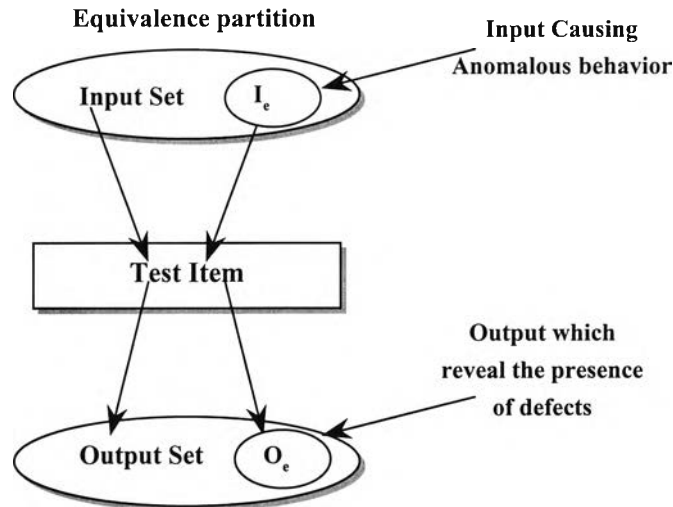 Equivalence partition
Input Causing
Anomalous behavior
Input Set
Iₑ
Test Item
Output which
reveal the presence
of defects
Output Set
Oₑ